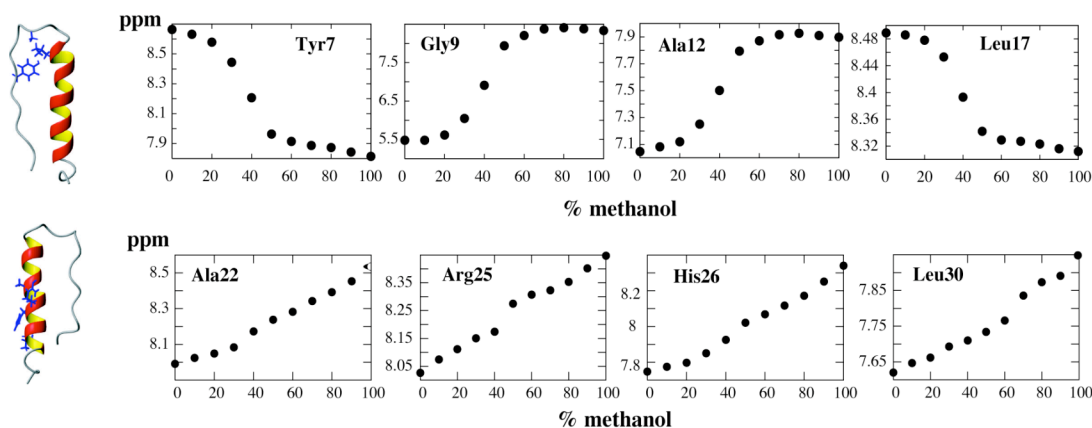 ppm
Tyr7
8.5
8.3
8.1
7.9
0 20 40 60 80 100
Gly9
7.5
6.5
5.5
0 20 40 60 80 100
Ala12
7.9
7.7
7.5
7.3
7.1
0 20 40 60 80 100
Leu17
8.48
8.44
8.40
8.36
8.32
0 20 40 60 80 100
% methanol
ppm
Ala22
8.5
8.3
8.1
0 20 40 60 80 100
Arg25
8.35
8.25
8.15
8.05
0 20 40 60 80 100
His26
8.2
8
7.8
0 20 40 60 80 100
Leu30
7.85
7.75
7.65
0 20 40 60 80 100
% methanol